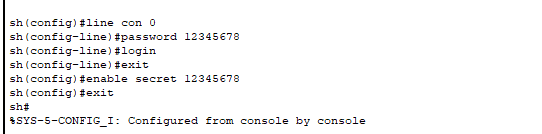 sh(config)#line con 0
sh(config-line)#password 12345678
sh(config-line)#login
sh(config-line)#exit
sh(config)#enable secret 12345678
sh(config)#exit
sh#
%SYS-5-CONFIG_I: Configured from console by console